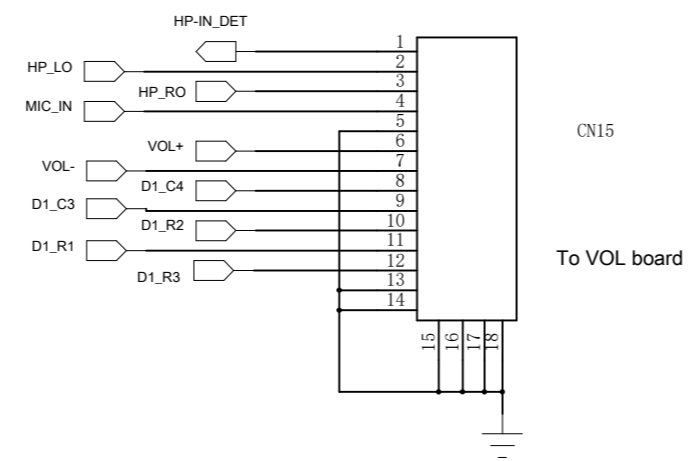 HP-IN_DET
1
HP_LO
2
HP_RO
3
MIC_IN
4
5
VOL+
6
VOL-
7
D1_C4
8
D1_C3
9
D1_R2
10
D1_R1
11
D1_R3
12
13
14
CN15
To VOL board
15
16
17
18